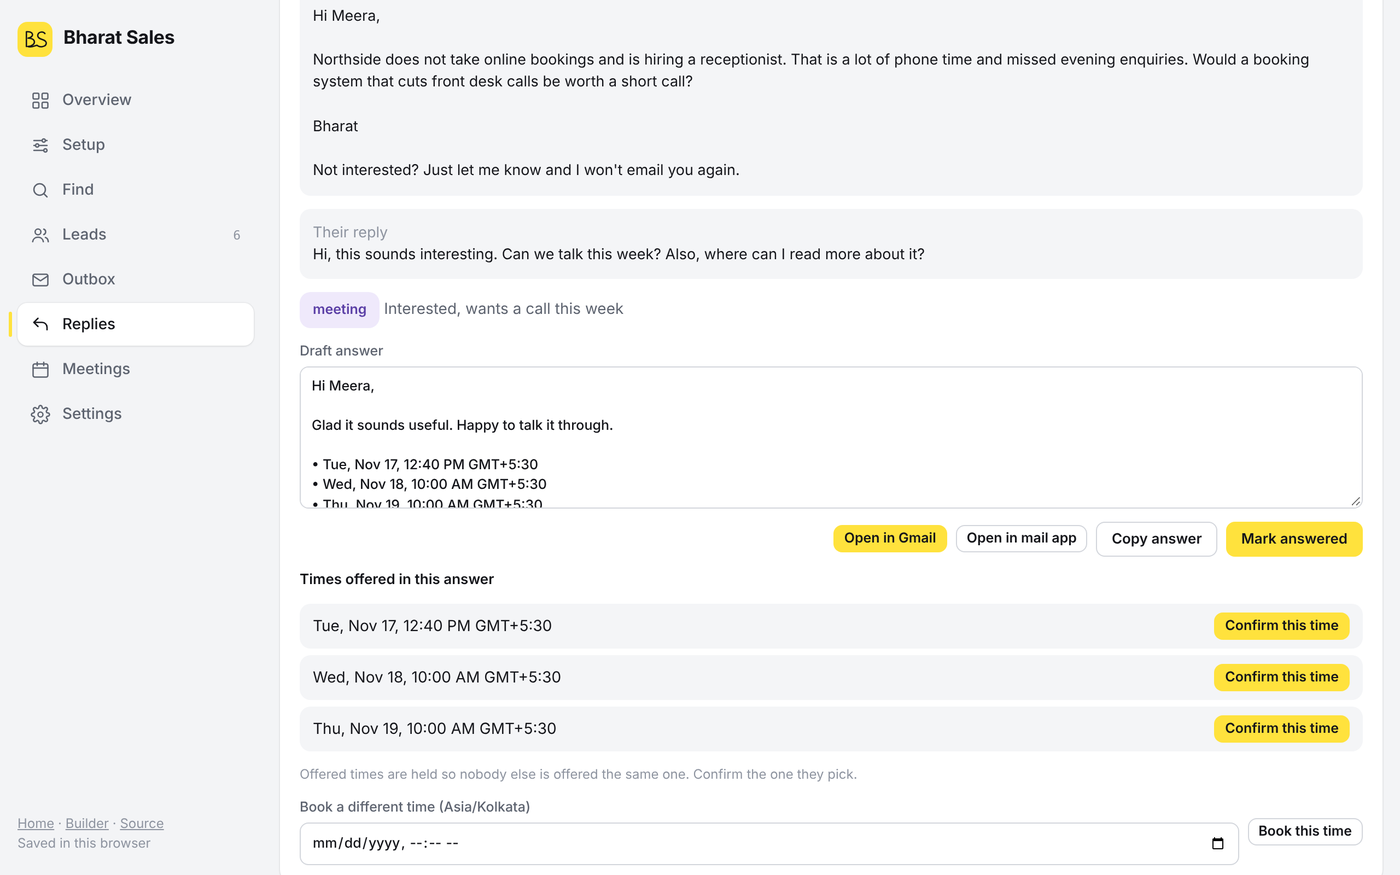 BS Bharat Sales
Overview
Setup
Find
Leads 6
Outbox
Replies
Meetings
Settings
Home · Builder · Source
Saved in this browser
Hi Meera,
Northside does not take online bookings and is hiring a receptionist. That is a lot of phone time and missed evening enquiries. Would a booking
system that cuts front desk calls be worth a short call?
Bharat
Not interested? Just let me know and I won't email you again.
Their reply
Hi, this sounds interesting. Can we talk this week? Also, where can I read more about it?
meeting Interested, wants a call this week
Draft answer
Hi Meera,
Glad it sounds useful. Happy to talk it through.
• Tue, Nov 17, 12:40 PM GMT+5:30
• Wed, Nov 18, 10:00 AM GMT+5:30
• Thu, Nov 19, 10:00 AM GMT+5:30
Open in Gmail Open in mail app Copy answer Mark answered
Times offered in this answer
Tue, Nov 17, 12:40 PM GMT+5:30 Confirm this time
Wed, Nov 18, 10:00 AM GMT+5:30 Confirm this time
Thu, Nov 19, 10:00 AM GMT+5:30 Confirm this time
Offered times are held so nobody else is offered the same one. Confirm the one they pick.
Book a different time (Asia/Kolkata)
mm/dd/yyyy, --:-- -- Book this time